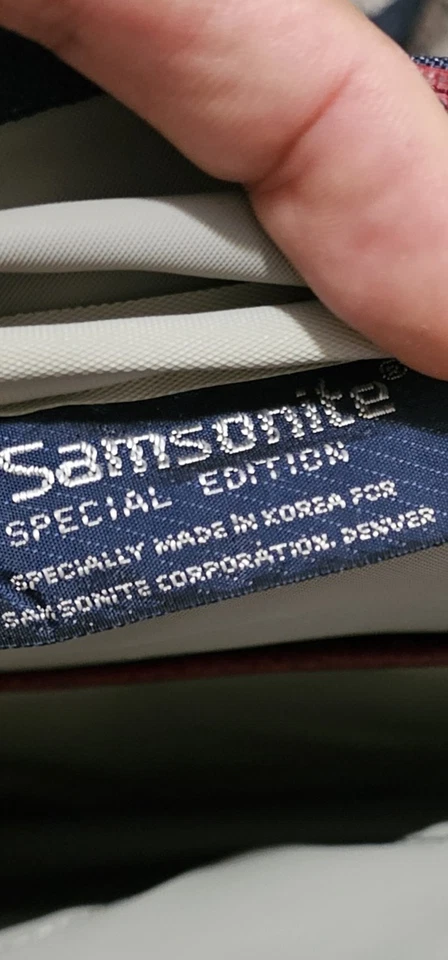 Samsonite®
SPECIAL EDITION
SPECIALLY MADE IN KOREA FOR
SAMSONITE CORPORATION, DENVER